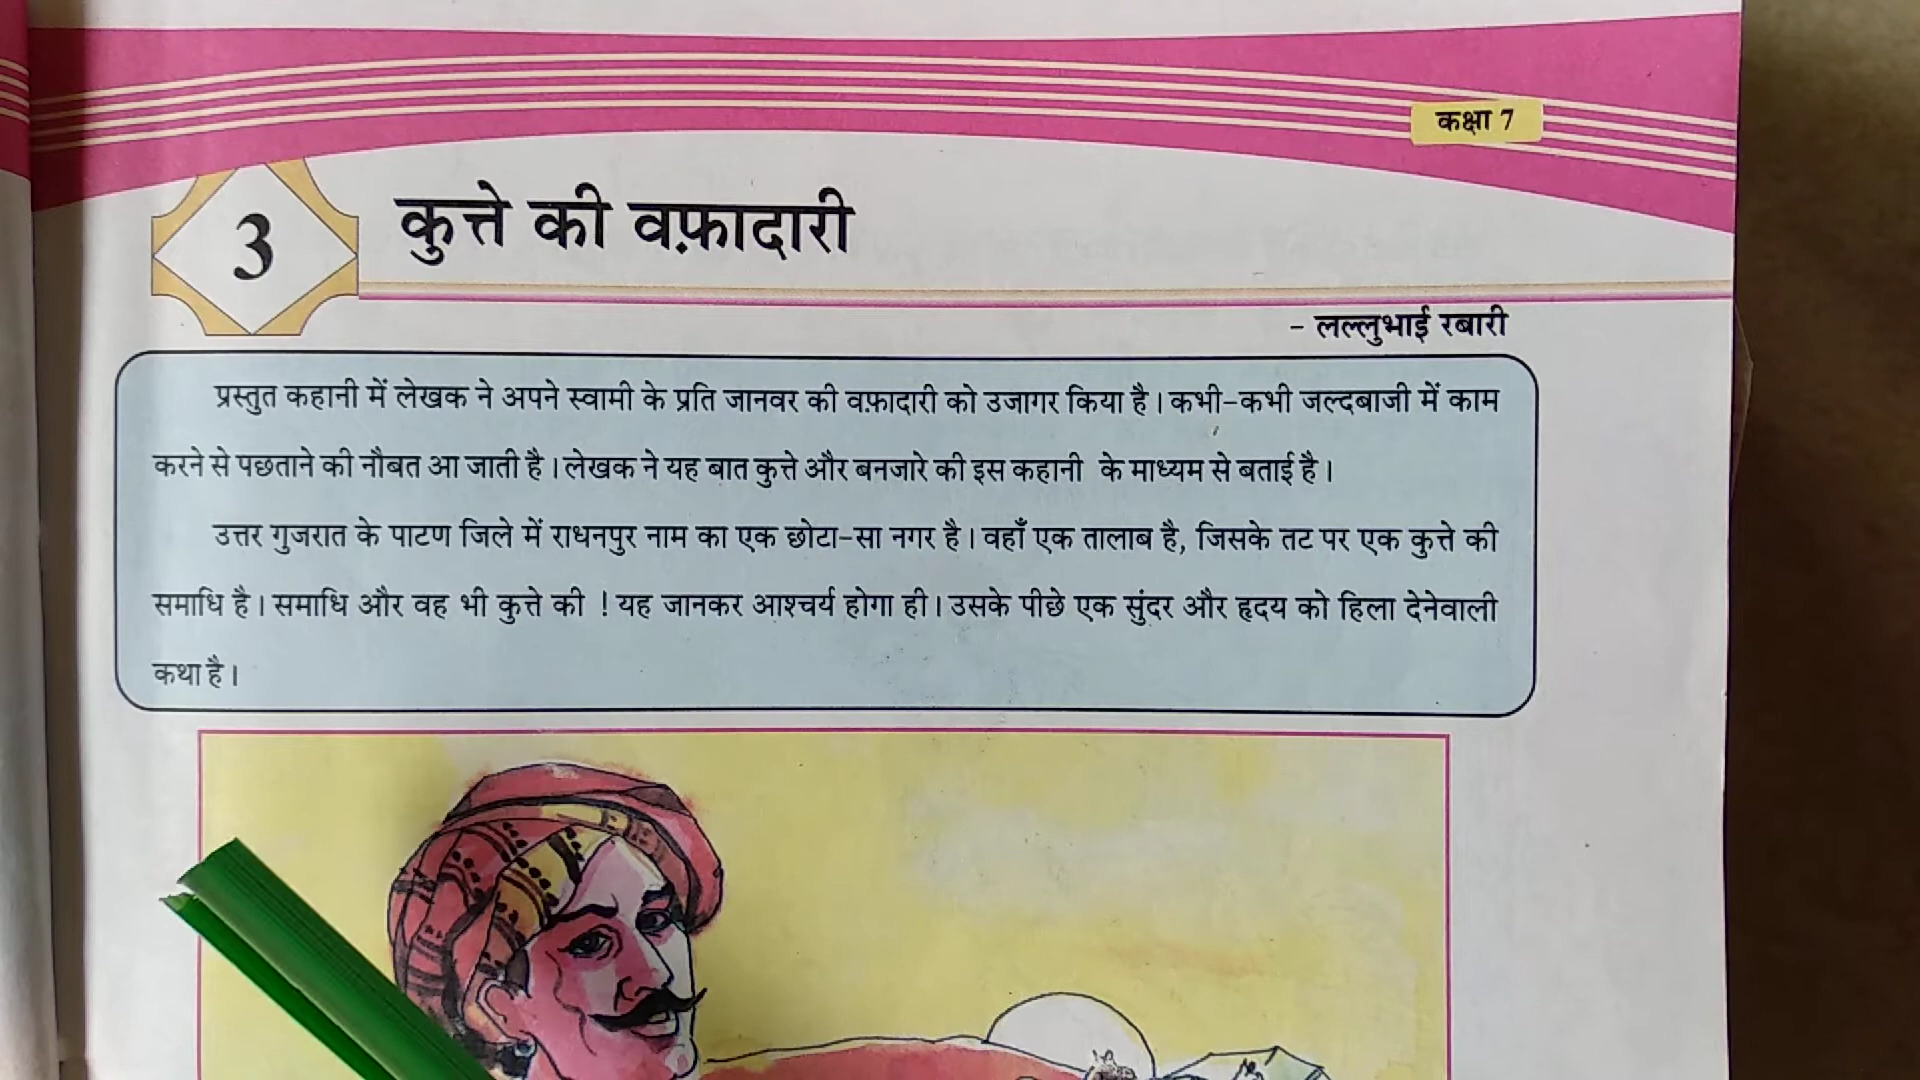 कक्षा 7
3
कुत्ते की वफ़ादारी
- लल्लुभाई रबारी
प्रस्तुत कहानी में लेखक ने अपने स्वामी के प्रति जानवर की वफ़ादारी को उजागर किया है। कभी-कभी जल्दबाजी में काम
करने से पछताने की नौबत आ जाती है। लेखक ने यह बात कुत्ते और बनजारे की इस कहानी के माध्यम से बताई है।
उत्तर गुजरात के पाटण जिले में राधनपुर नाम का एक छोटा-सा नगर है। वहाँ एक तालाब है, जिसके तट पर एक कुत्ते की
समाधि है। समाधि और वह भी कुत्ते की ! यह जानकर आश्चर्य होगा ही। उसके पीछे एक सुंदर और हृदय को हिला देनेवाली
कथा है।